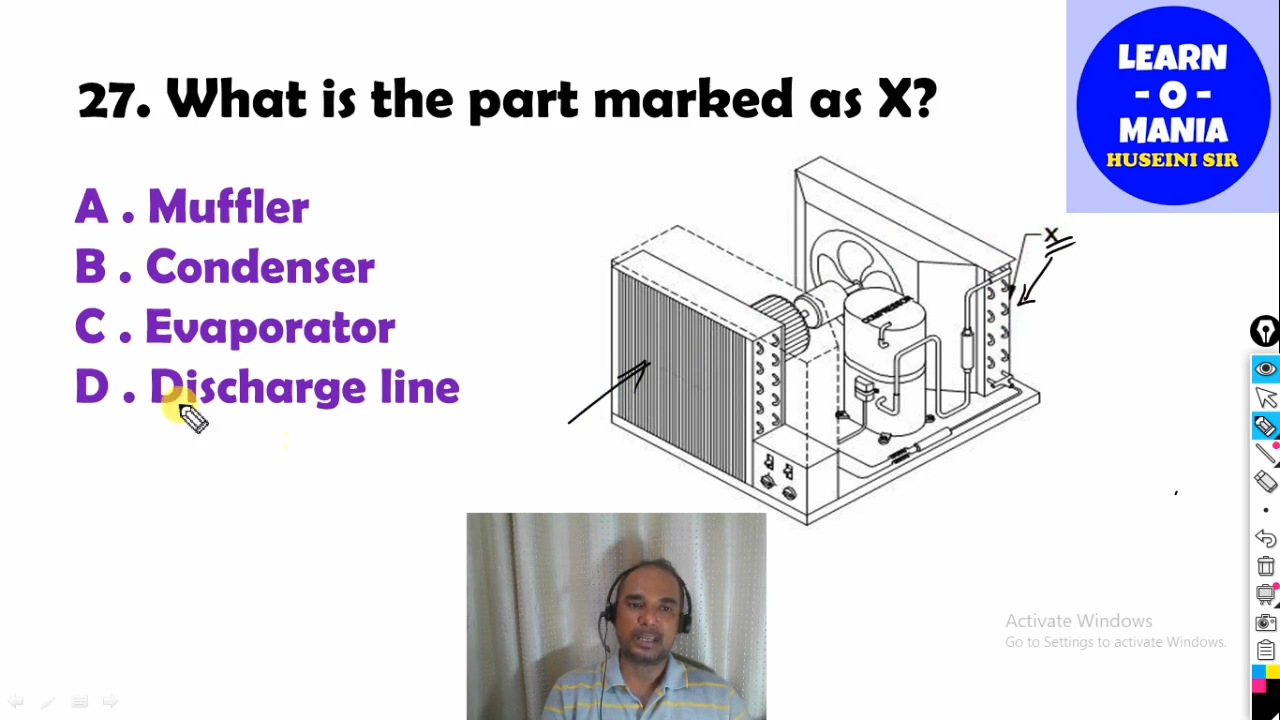 27. What is the part marked as X?
LEARN
- O -
MANIA
HUSEINI SIR
A . Muffler
B . Condenser
C . Evaporator
D . Discharge line
X
COMPRESSOR
Activate Windows
Go to Settings to activate Windows.